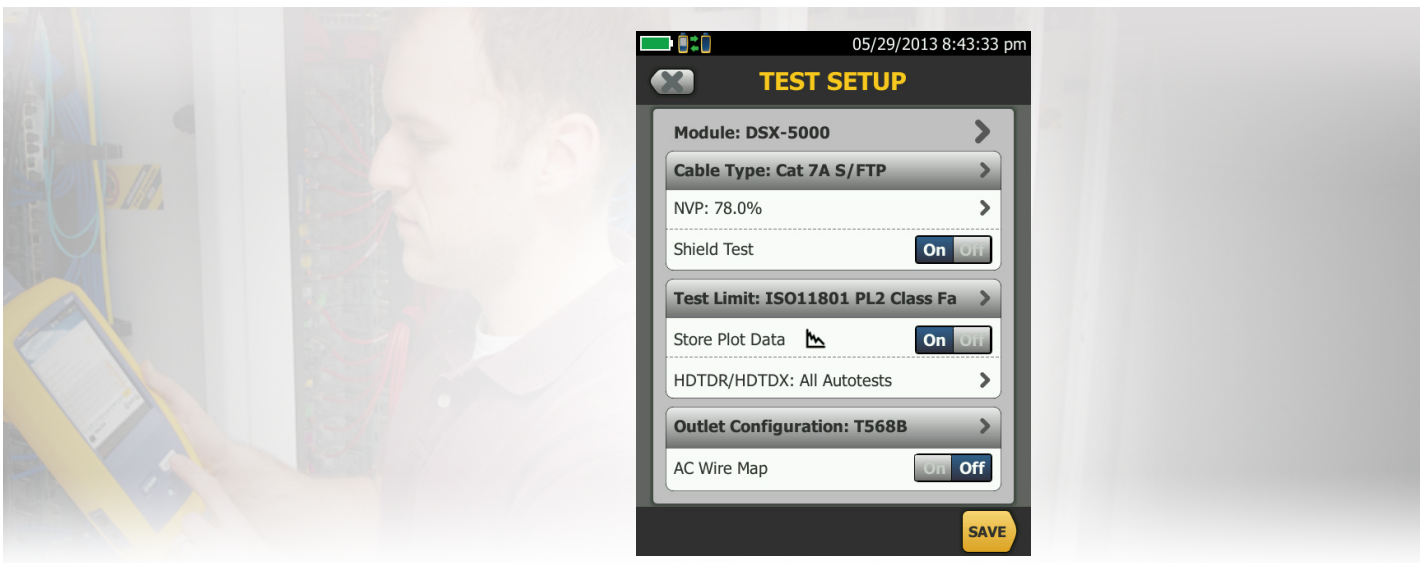 05/29/2013 8:43:33 pm
TEST SETUP
Module: DSX-5000
Cable Type: Cat 7A S/FTP
NVP: 78.0%
Shield Test On Off
Test Limit: ISO11801 PL2 Class Fa
Store Plot Data On Off
HDTDR/HDTDX: All Autotests
Outlet Configuration: T568B
AC Wire Map On Off
SAVE